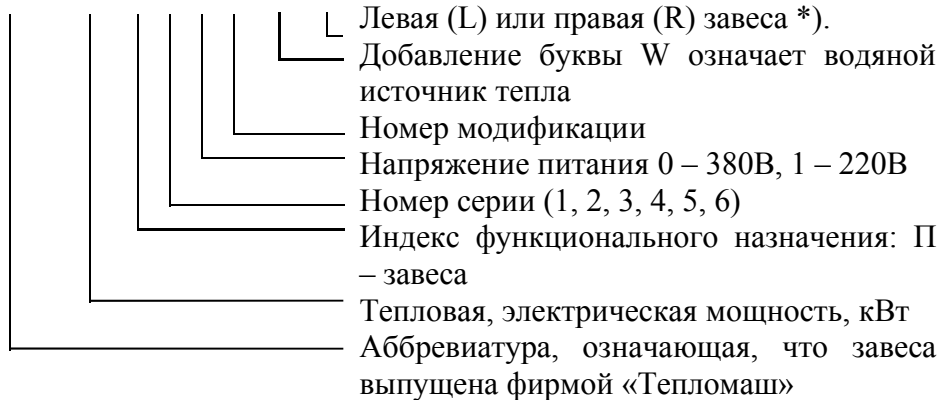 Левая (L) или правая (R) завеса *).
Добавление буквы W означает водяной
источник тепла
Номер модификации
Напряжение питания 0 – 380В, 1 – 220В
Номер серии (1, 2, 3, 4, 5, 6)
Индекс функционального назначения: П
– завеса
Тепловая, электрическая мощность, кВт
Аббревиатура, означающая, что завеса
выпущена фирмой «Тепломаш»